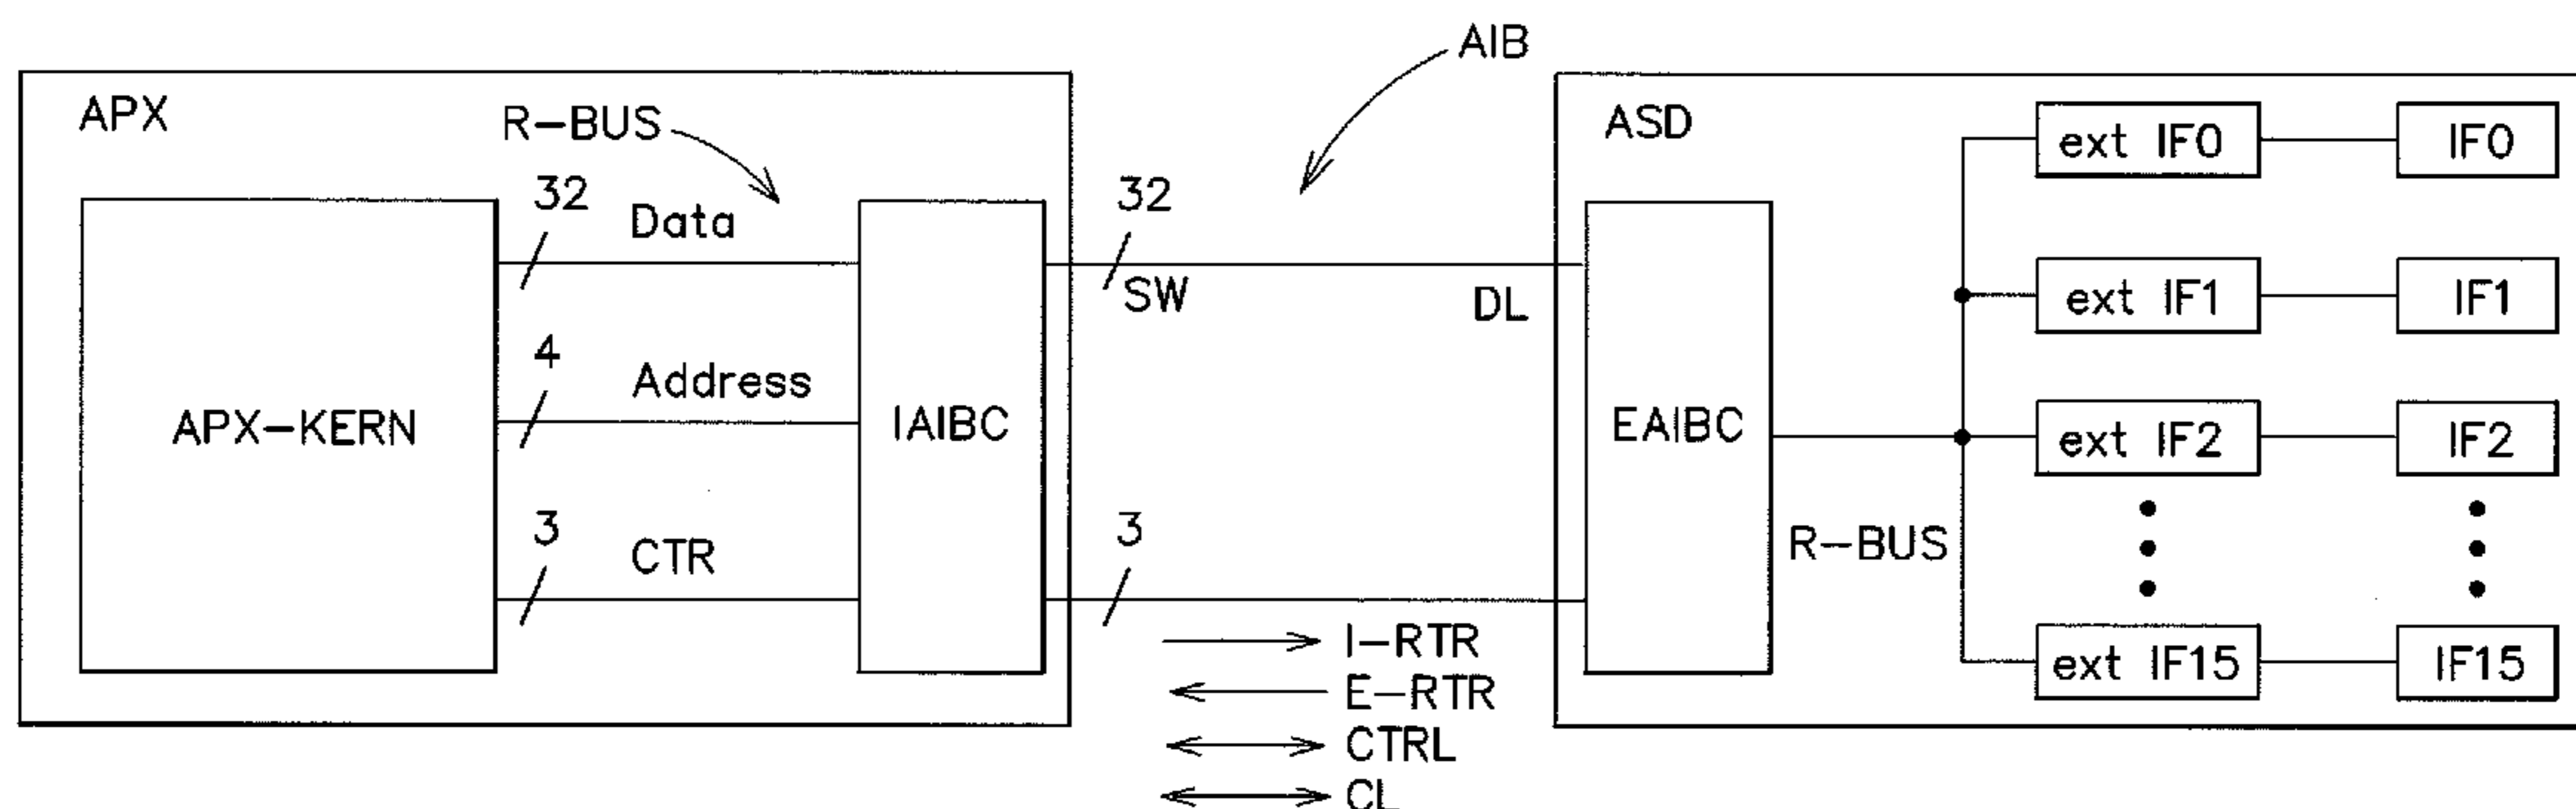 AIB
APX
R-BUS
32
Data
4
Address
3
CTR
APX-KERN
IAIBC
32
SW
DL
3
I-RTR
E-RTR
CTRL
CL
ASD
EAIBC
R-BUS
ext IF0
IF0
ext IF1
IF1
ext IF2
IF2
ext IF15
IF15